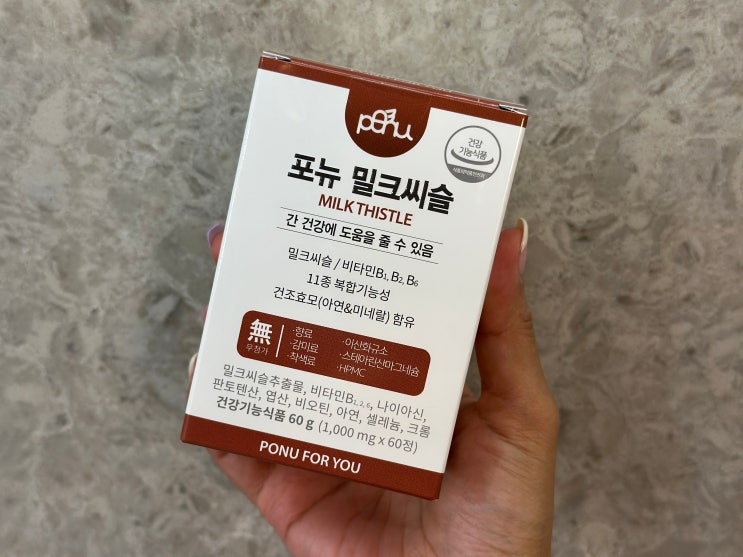 ponu
건강
기능식품
식품의약품안전처
포뉴 밀크씨슬
MILK THISTLE
간 건강에 도움을 줄 수 있음
밀크씨슬 / 비타민B1, B2, B6
11종 복합기능성
건조효모(아연&미네랄) 함유
無
무첨가
·향료
·감미료
·착색료
·이산화규소
·스테아린산마그네슘
·HPMC
밀크씨슬추출물, 비타민B1, 2, 6, 나이아신,
판토텐산, 엽산, 비오틴, 아연, 셀레늄, 크롬
건강기능식품 60 g (1,000 mg x 60정)
PONU FOR YOU